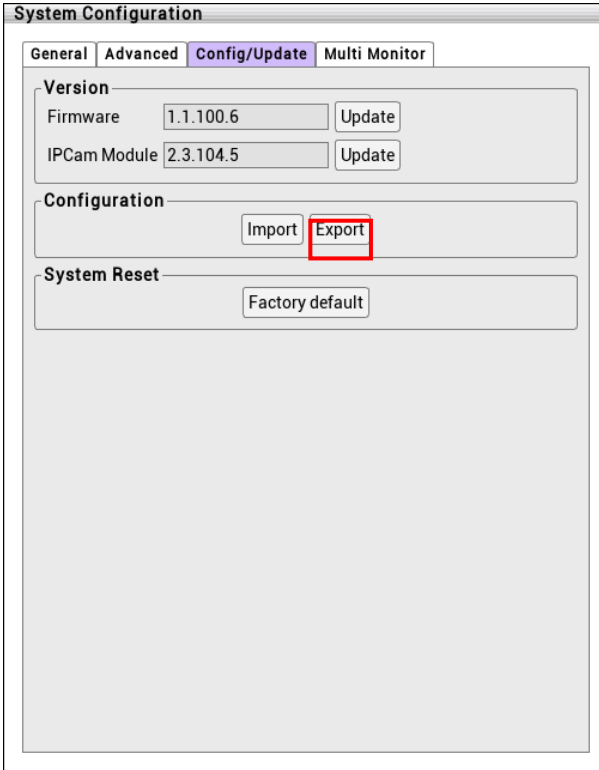 System Configuration
General Advanced Config/Update Multi Monitor
Version
Firmware 1.1.100.6 Update
IPCam Module 2.3.104.5 Update
Configuration
Import Export
System Reset
Factory default